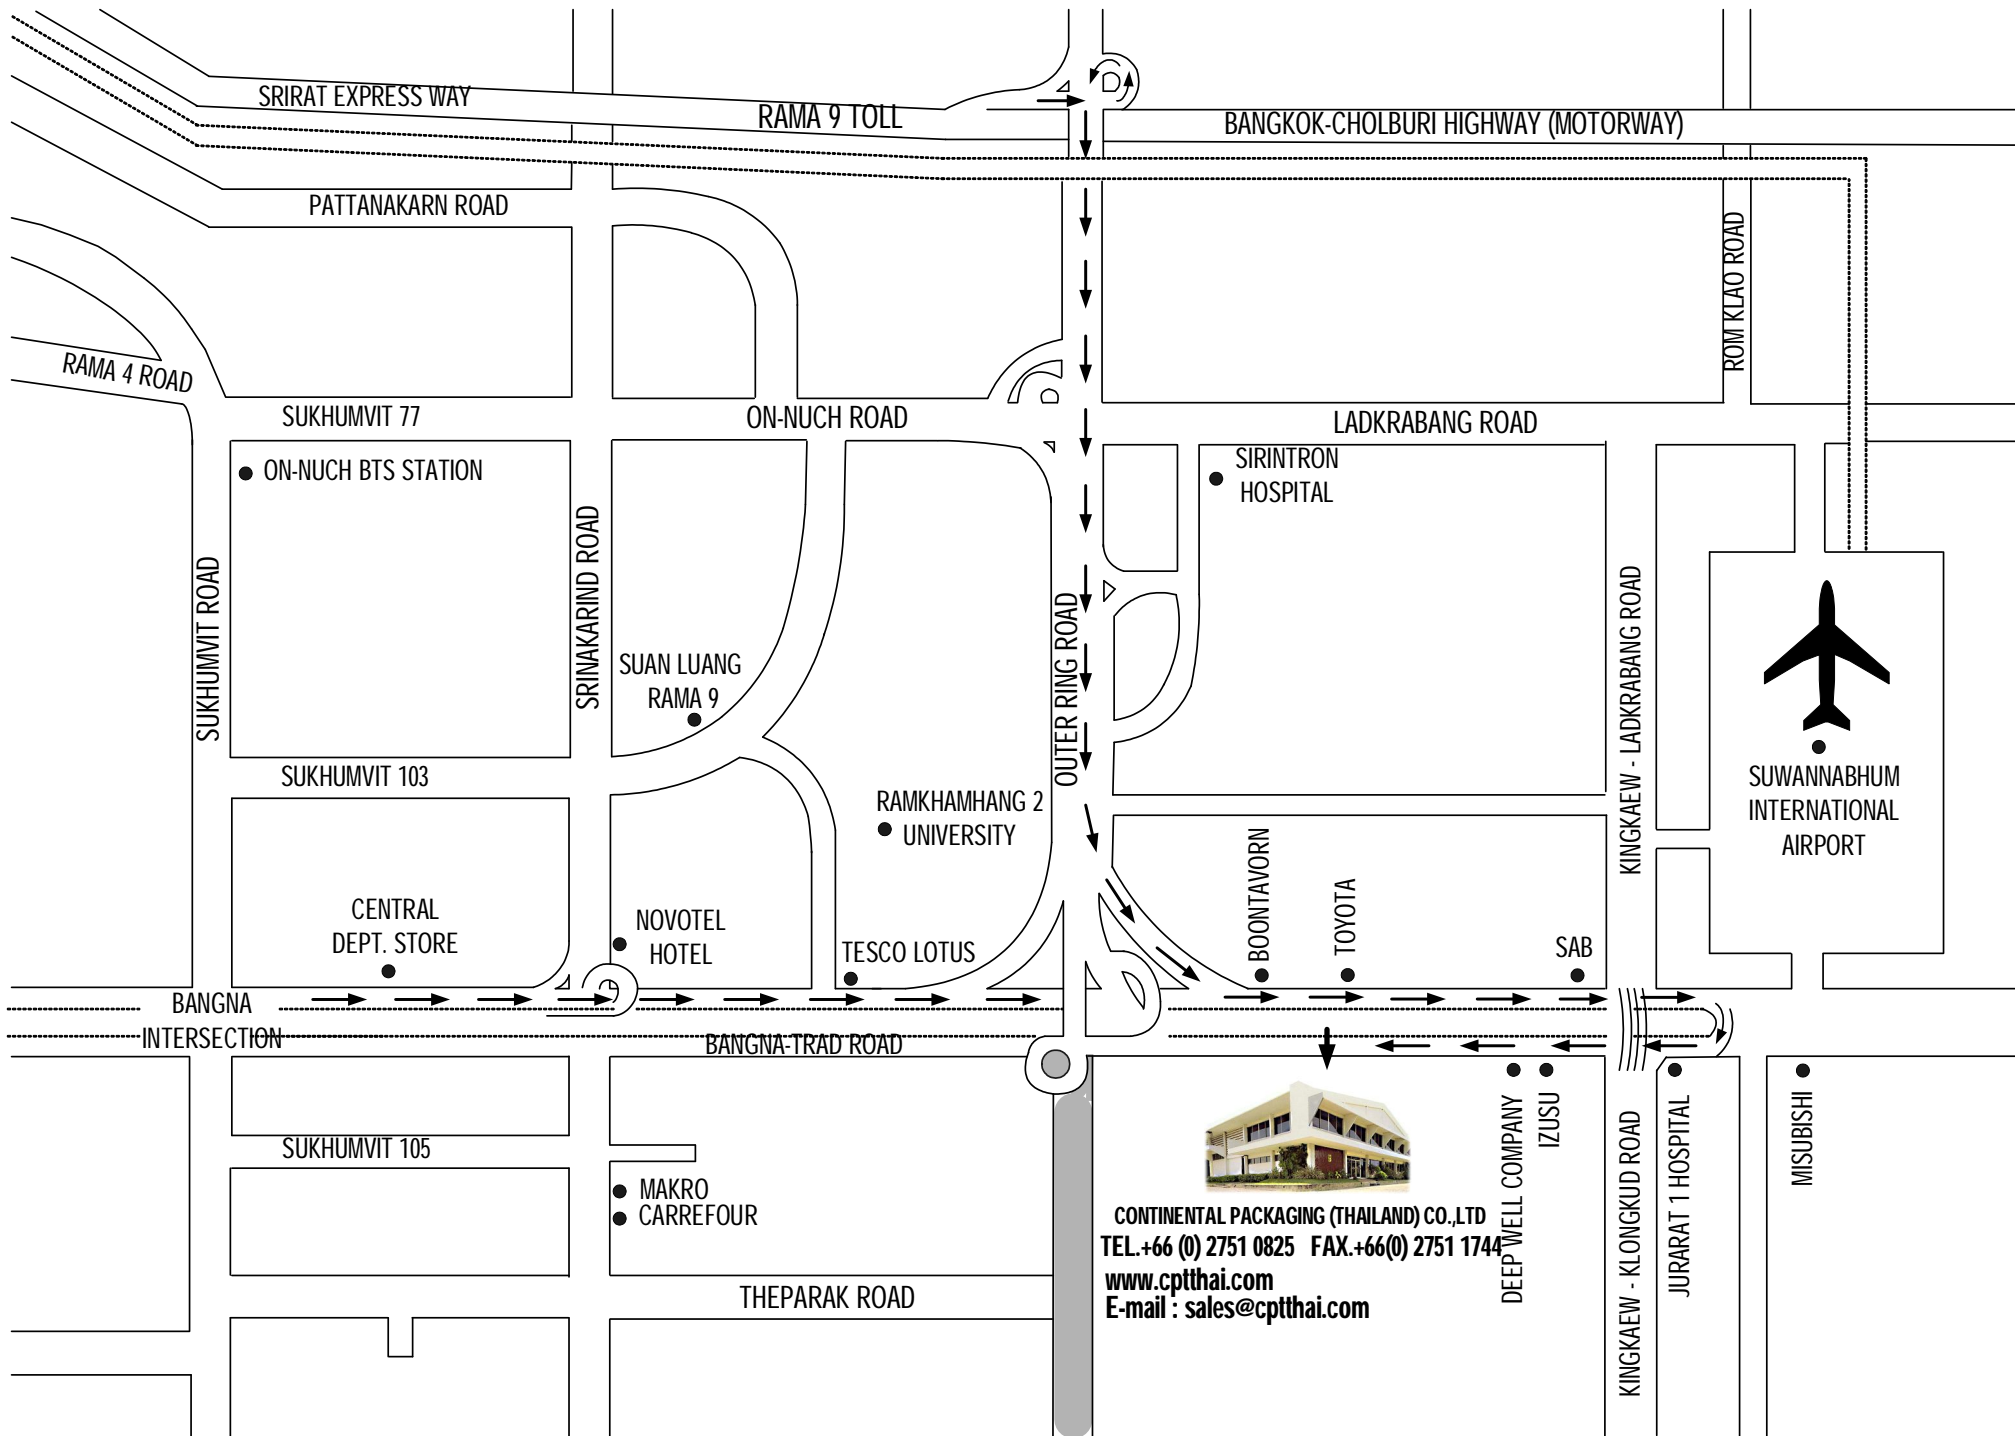 SRIRAT EXPRESS WAY
RAMA 9 TOLL
BANGKOK-CHOLBURI HIGHWAY (MOTORWAY)
PATTANAKARN ROAD
ROM KLAO ROAD
RAMA 4 ROAD
SUKHUMVIT 77
ON-NUCH ROAD
LADKRABANG ROAD
ON-NUCH BTS STATION
SIRINTRON
HOSPITAL
SUKHUMVIT ROAD
SRINAKARIND ROAD
SUAN LUANG
RAMA 9
OUTER RING ROAD
KINGKAEW - LADKRABANG ROAD
SUWANNABHUM
INTERNATIONAL
AIRPORT
SUKHUMVIT 103
RAMKHAMHANG 2
UNIVERSITY
CENTRAL
DEPT. STORE
NOVOTEL
HOTEL
TESCO LOTUS
BOONTAVORN
TOYOTA
SAB
BANGNA
INTERSECTION
BANGNA-TRAD ROAD
SUKHUMVIT 105
MAKRO
CARREFOUR
THEPARAK ROAD
CONTINENTAL PACKAGING (THAILAND) CO.,LTD
TEL.+66 (0) 2751 0825 FAX.+66(0) 2751 1744
www.cptthai.com
E-mail : sales@cptthai.com
DEEP WELL COMPANY
IZUSU
KINGKAEW - KLONGKUD ROAD
JURARAT 1 HOSPITAL
MISUBISHI